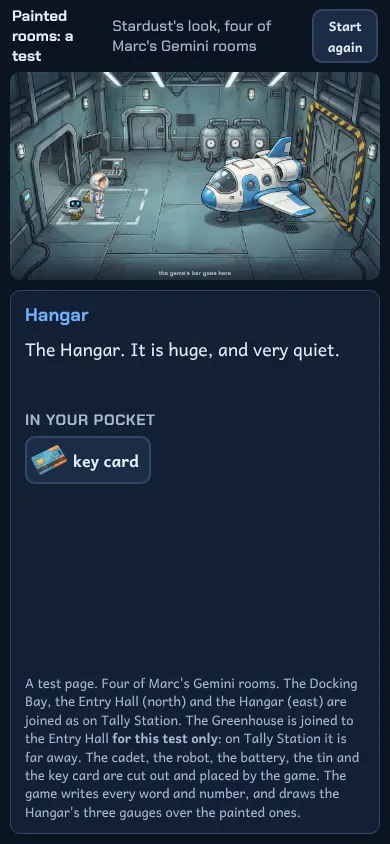 Painted
rooms: a
test
Stardust's look, four of
Marc's Gemini rooms
Start
again
the game's bar goes here
Hangar
The Hangar. It is huge, and very quiet.
IN YOUR POCKET
key card
A test page. Four of Marc's Gemini rooms. The Docking
Bay, the Entry Hall (north) and the Hangar (east) are
joined as on Tally Station. The Greenhouse is joined to
the Entry Hall for this test only: on Tally Station it is
far away. The cadet, the robot, the battery, the tin and
the key card are cut out and placed by the game. The
game writes every word and number, and draws the
Hangar's three gauges over the painted ones.